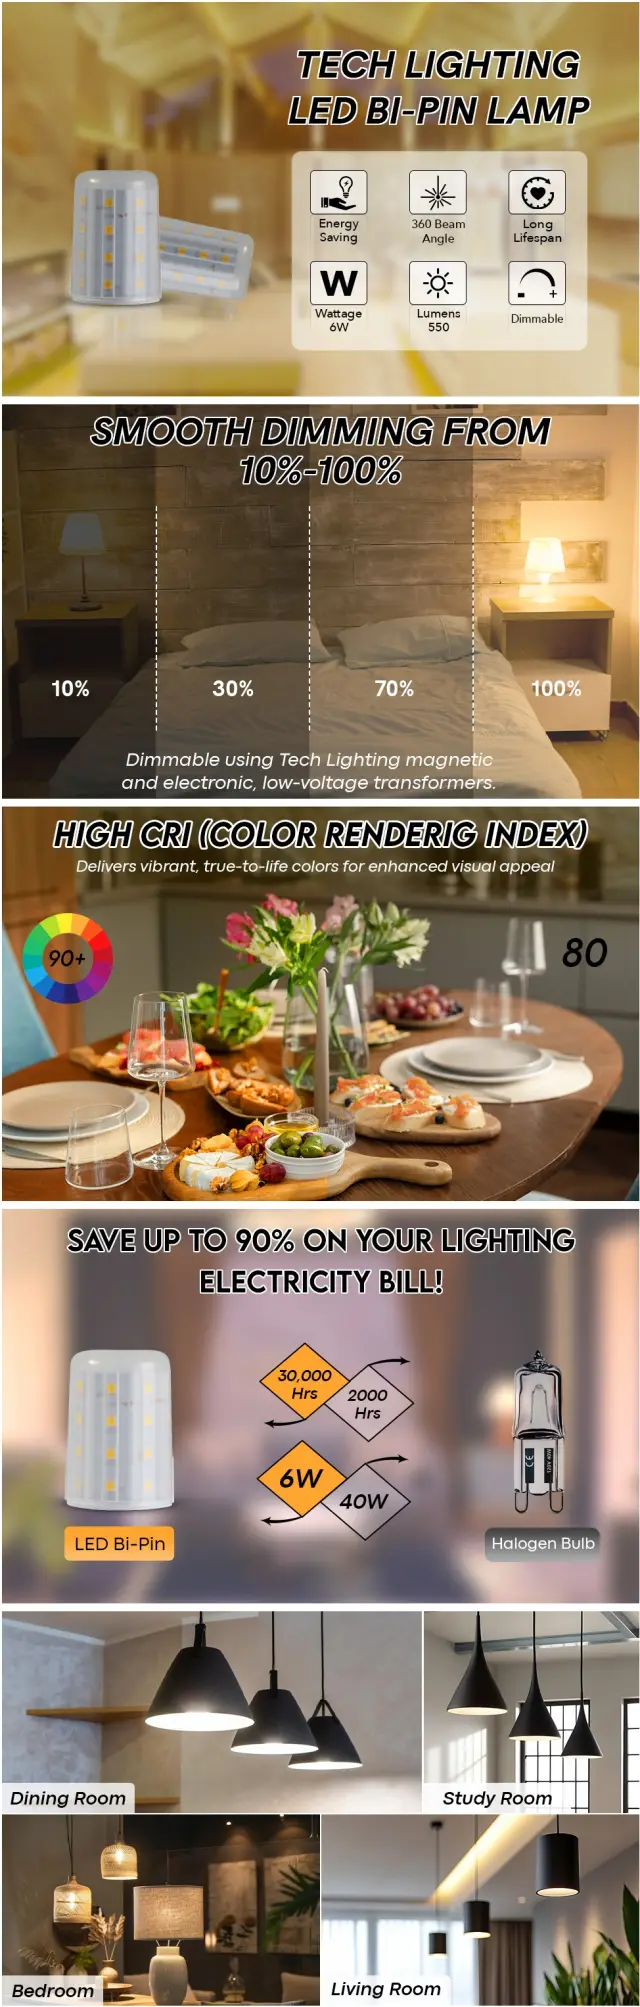 TECH LIGHTING
LED BI-PIN LAMP
Energy
Saving
360 Beam
Angle
Long
Lifespan
W
Wattage
6W
Lumens
550
Dimmable
SMOOTH DIMMING FROM
10%-100%
10%
30%
70%
100%
Dimmable using Tech Lighting magnetic
and electronic, low-voltage transformers.
HIGH CRI (COLOR RENDERIG INDEX)
Delivers vibrant, true-to-life colors for enhanced visual appeal
90+
80
SAVE UP TO 90% ON YOUR LIGHTING
ELECTRICITY BILL!
30,000
Hrs
2000
Hrs
6W
40W
CE
120V 40W
LED Bi-Pin
Halogen Bulb
Dining Room
Study Room
Bedroom
Living Room